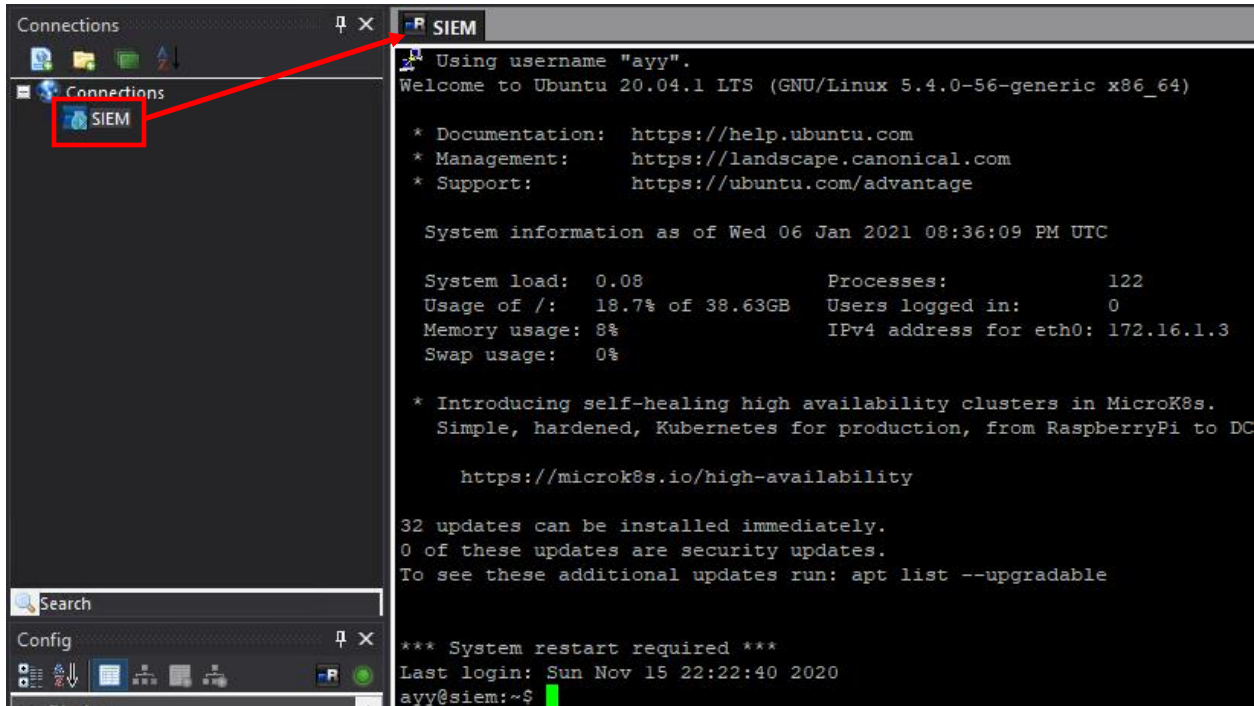 Connections
Connections
SIEM
Search
Config
SIEM
Using username "ayy".
Welcome to Ubuntu 20.04.1 LTS (GNU/Linux 5.4.0-56-generic x86_64)
* Documentation: https://help.ubuntu.com
* Management: https://landscape.canonical.com
* Support: https://ubuntu.com/advantage
System information as of Wed 06 Jan 2021 08:36:09 PM UTC
System load: 0.08 Processes: 122
Usage of /: 18.7% of 38.63GB Users logged in: 0
Memory usage: 8% IPv4 address for eth0: 172.16.1.3
Swap usage: 0%
* Introducing self-healing high availability clusters in MicroK8s.
Simple, hardened, Kubernetes for production, from RaspberryPi to DC
https://microk8s.io/high-availability
32 updates can be installed immediately.
0 of these updates are security updates.
To see these additional updates run: apt list --upgradable
*** System restart required ***
Last login: Sun Nov 15 22:22:40 2020
ayy@siem:~$